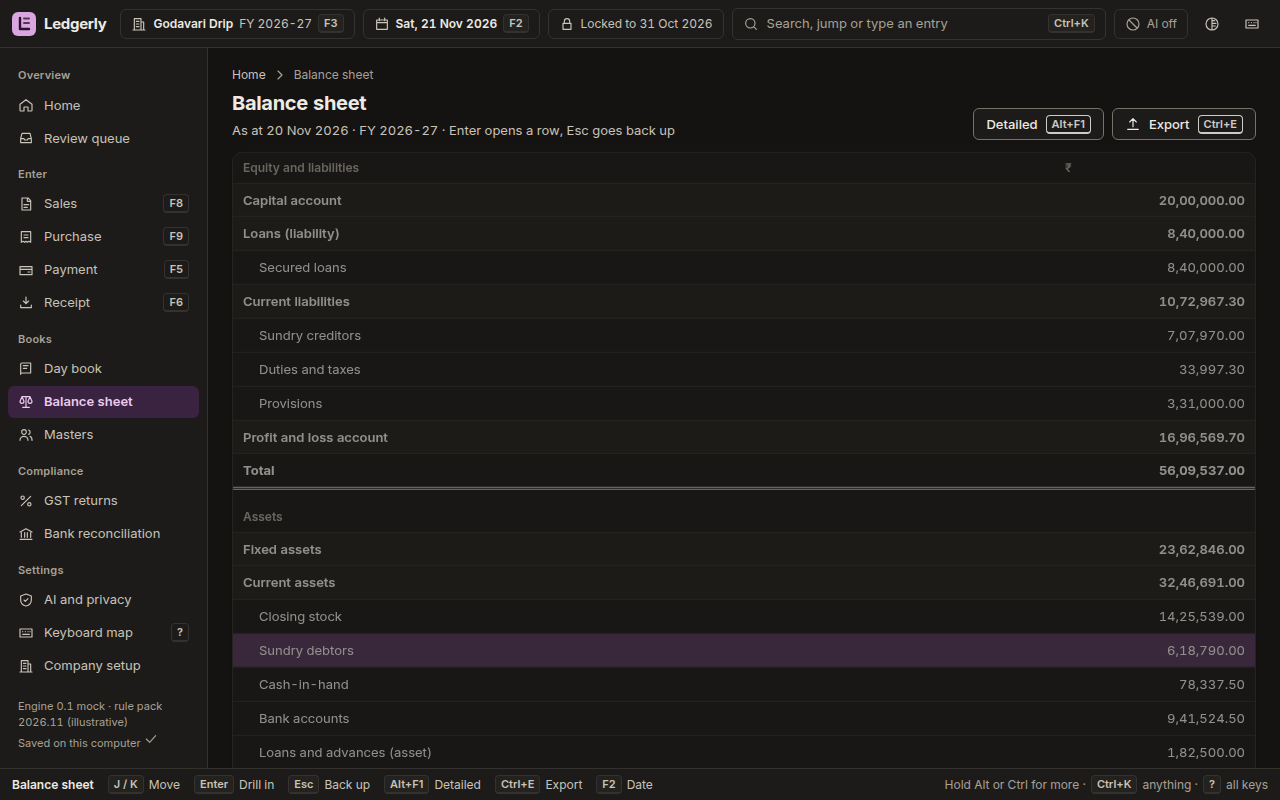 Ledgerly
Godavari Drip FY 2026-27 F3
Sat, 21 Nov 2026 F2
Locked to 31 Oct 2026
Search, jump or type an entry Ctrl+K
AI off
Overview
Home
Review queue
Enter
Sales F8
Purchase F9
Payment F5
Receipt F6
Books
Day book
Balance sheet
Masters
Compliance
GST returns
Bank reconciliation
Settings
AI and privacy
Keyboard map ?
Company setup
Engine 0.1 mock · rule pack
2026.11 (illustrative)
Saved on this computer
Home > Balance sheet
Balance sheet
As at 20 Nov 2026 · FY 2026-27 · Enter opens a row, Esc goes back up
Detailed Alt+F1
Export Ctrl+E
Equity and liabilities ₹
Capital account 20,00,000.00
Loans (liability) 8,40,000.00
Secured loans 8,40,000.00
Current liabilities 10,72,967.30
Sundry creditors 7,07,970.00
Duties and taxes 33,997.30
Provisions 3,31,000.00
Profit and loss account 16,96,569.70
Total 56,09,537.00
Assets
Fixed assets 23,62,846.00
Current assets 32,46,691.00
Closing stock 14,25,539.00
Sundry debtors 6,18,790.00
Cash-in-hand 78,337.50
Bank accounts 9,41,524.50
Loans and advances (asset) 1,82,500.00
Balance sheet J / K Move Enter Drill in Esc Back up Alt+F1 Detailed Ctrl+E Export F2 Date
Hold Alt or Ctrl for more · Ctrl+K anything · ? all keys